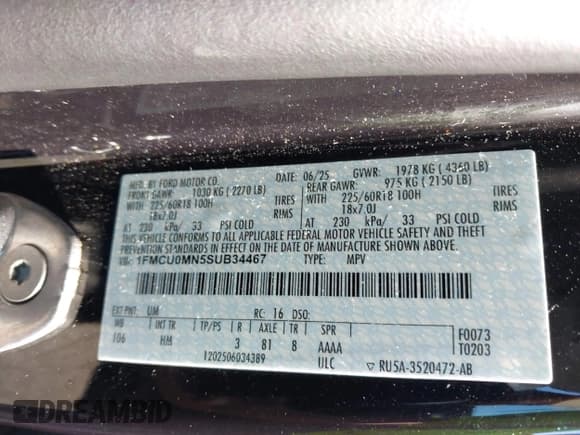 MFD. BY FORD MOTOR CO. DATE: 06/25 GVWR: 1978 KG ( 4360 LB)
FRONT GAWR: 1030 KG ( 2270 LB) REAR GAWR: 975 KG ( 2150 LB)
WITH 225/60R18 100H TIRES WITH 225/60R18 100H TIRES
18x7.0J RIMS 18x7.0J RIMS
AT 230 kPa/ 33 PSI COLD AT 230 kPa/ 33 PSI COLD
THIS VEHICLE CONFORMS TO ALL APPLICABLE FEDERAL MOTOR VEHICLE SAFETY AND THEFT
PREVENTION STANDARDS IN EFFECT ON THE DATE OF MANUFACTURE SHOWN ABOVE.
VIN: 1FMCU0MN5SUB34467 TYPE: MPV
EXT PNT: UM RC: 16 DSO: F0073
WB INT TR TP/PS R AXLE TR SPR T0203
106 HM 3 81 8 AAAA
1202506034389 ULC ▽ RU5A-3520472-AB
DREAMBID